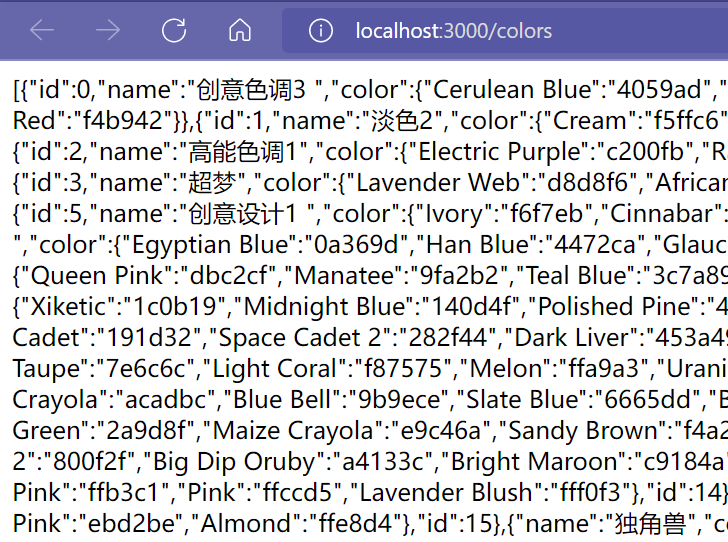 localhost:3000/colors
[{"id":0,"name":"创意色调3 ","color":{"Cerulean Blue":"4059ad","
Red":"f4b942"}},{"id":1,"name":"淡色2","color":{"Cream":"f5ffc6"
{"id":2,"name":"高能色调1","color":{"Electric Purple":"c200fb","R
{"id":3,"name":"超梦","color":{"Lavender Web":"d8d8f6","African
{"id":5,"name":"创意设计1 ","color":{"Ivory":"f6f7eb","Cinnabar":
","color":{"Egyptian Blue":"0a369d","Han Blue":"4472ca","Glauc
{"Queen Pink":"dbc2cf","Manatee":"9fa2b2","Teal Blue":"3c7a89
{"Xiketic":"1c0b19","Midnight Blue":"140d4f","Polished Pine":"4
Cadet":"191d32","Space Cadet 2":"282f44","Dark Liver":"453a49
Taupe":"7e6c6c","Light Coral":"f87575","Melon":"ffa9a3","Urani
Crayola":"acadbc","Blue Bell":"9b9ece","Slate Blue":"6665dd","B
Green":"2a9d8f","Maize Crayola":"e9c46a","Sandy Brown":"f4a2
2":"800f2f","Big Dip Oruby":"a4133c","Bright Maroon":"c9184a"
Pink":"ffb3c1","Pink":"ffccd5","Lavender Blush":"fff0f3"},"id":14}
Pink":"ebd2be","Almond":"ffe8d4"},"id":15},{"name":"独角兽","co